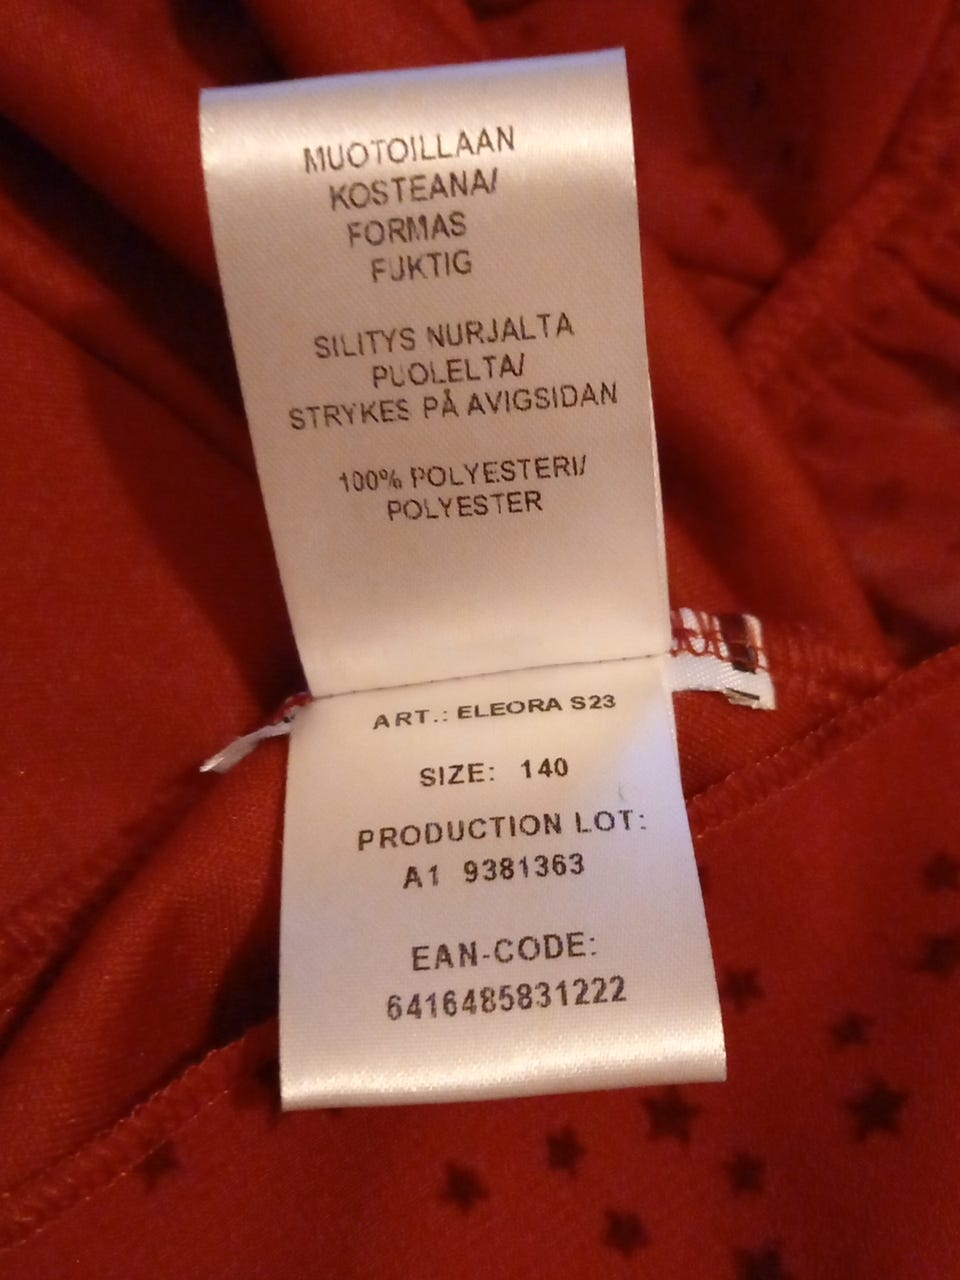 MUOTOILLAAN
KOSTEANA/
FORMAS
FUKTIG
SILITYS NURJALTA
PUOLELTA/
STRYKES PÅ AVIGSIDAN
100% POLYESTERI/
POLYESTER
ART.: ELEORA S23
SIZE: 140
PRODUCTION LOT:
A1 9381363
EAN-CODE:
6416485831222